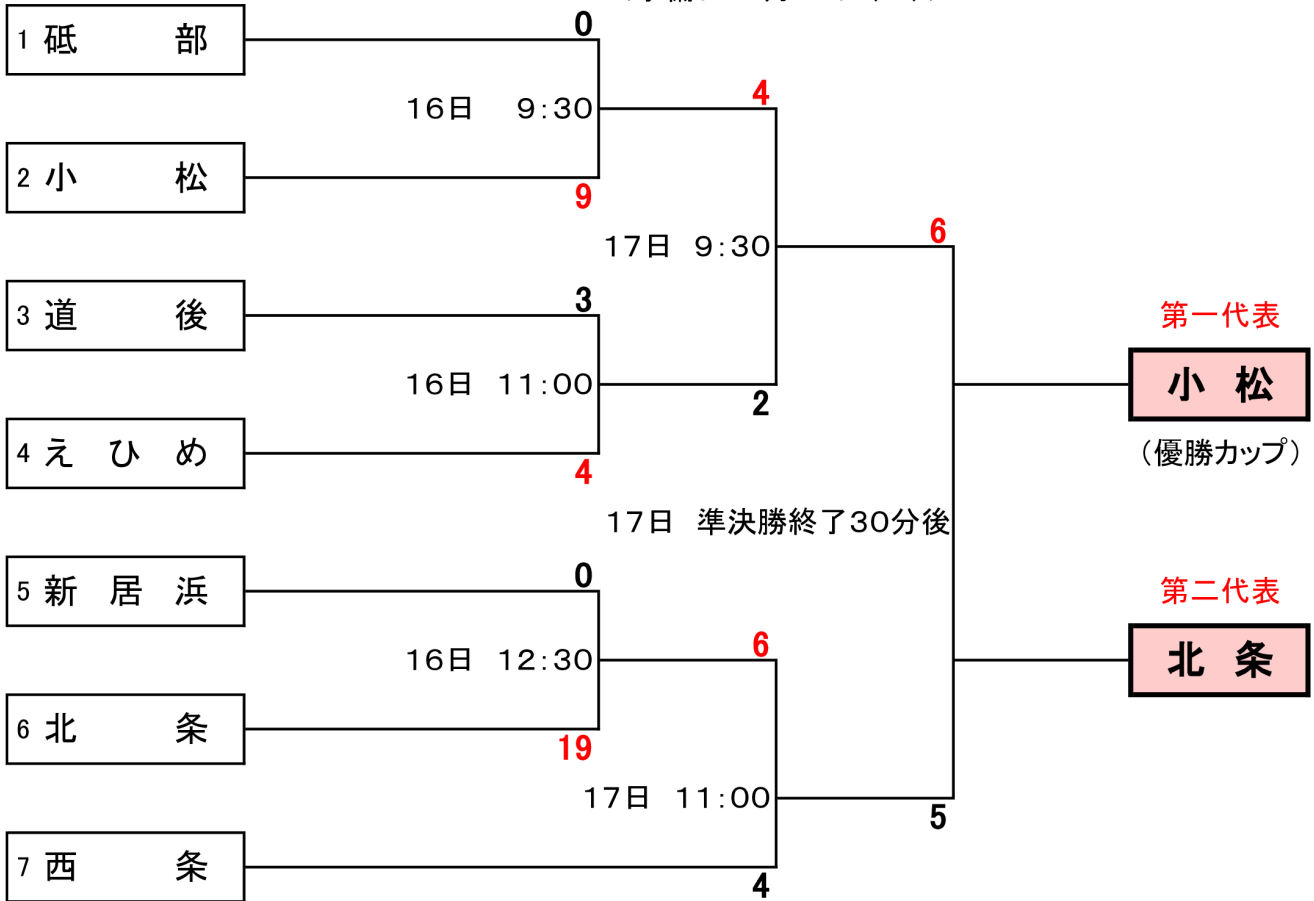 0
1 砥 部
4
16日 9:30
2 小 松
9
17日 9:30
6
3 道 後
3
第一代表
16日 11:00
2
小 松
4 え ひ め
4
(優勝カップ)
17日 準決勝終了30分後
5 新 居 浜
0
第二代表
16日 12:30
6
北 条
6 北 条
19
17日 11:00
5
7 西 条
4